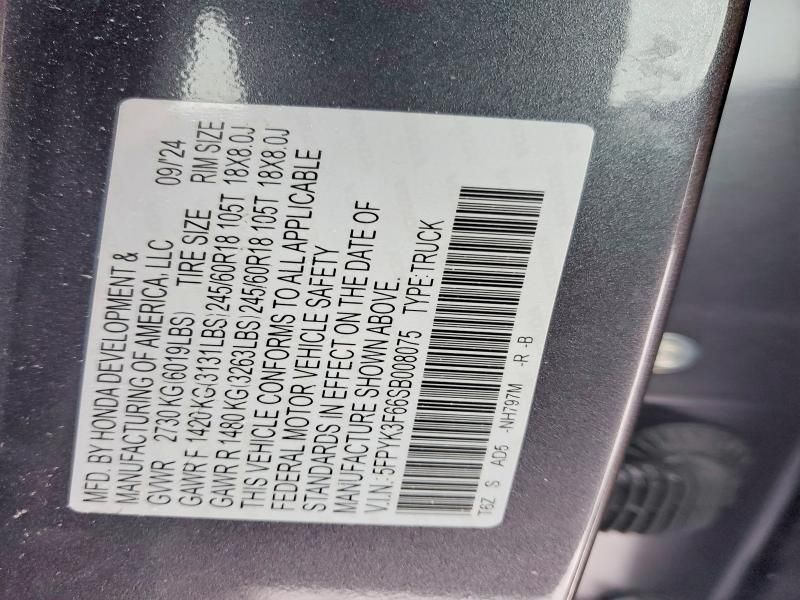 MFD. BY HONDA DEVELOPMENT &
MANUFACTURING OF AMERICA, LLC 09/'24
GVWR 2730 KG(6019LBS) TIRE SIZE RIM SIZE
GAWR F 1420 KG(3131LBS)245/60R18 105T 18X8.0J
GAWR R 1480 KG(3263LBS)245/60R18 105T 18X8.0J
THIS VEHICLE CONFORMS TO ALL APPLICABLE
FEDERAL MOTOR VEHICLE SAFETY
STANDARDS IN EFFECT ON THE DATE OF
MANUFACTURE SHOWN ABOVE.
V.I.N.: 5FPYK3F66SB008075 TYPE:TRUCK
T6Z S AD5 -NH797M -R -B